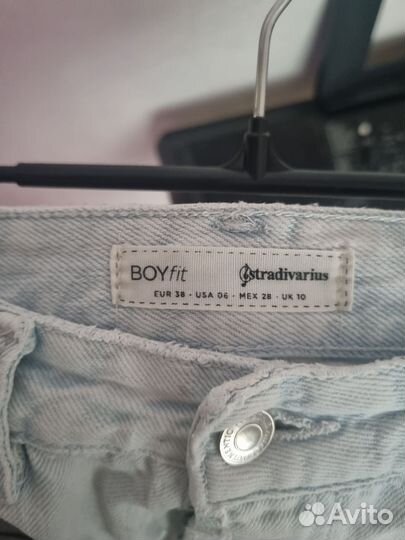 BOYfit stradivarius
EUR 38 · USA 06 · MEX 28 · UK 10
Avito